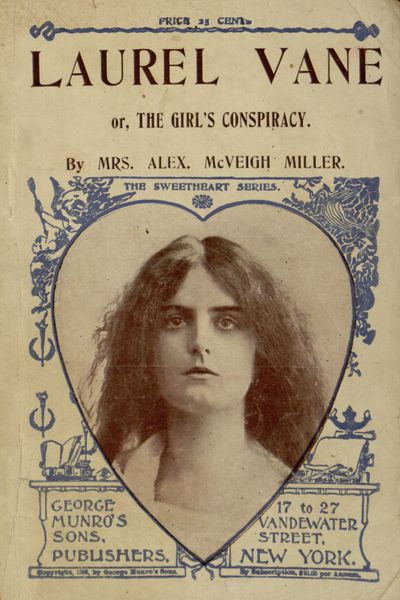 PRICE 25 CENTS
LAUREL VANE
or, THE GIRL'S CONSPIRACY.
By MRS. ALEX. McVEIGH MILLER.
THE SWEETHEART SERIES.
GEORGE
MUNRO'S
SONS,
PUBLISHERS,
17 to 27
VANDEWATER
STREET,
NEW YORK.
Copyright, by George Munro's Sons.
By Subscription, $10.00 per Annum.